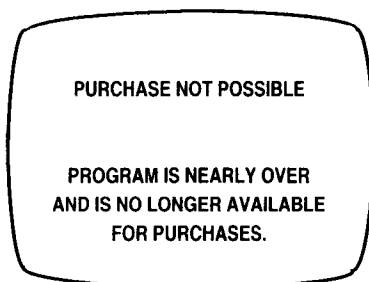 PURCHASE NOT POSSIBLE
PROGRAM IS NEARLY OVER
AND IS NO LONGER AVAILABLE
FOR PURCHASES.